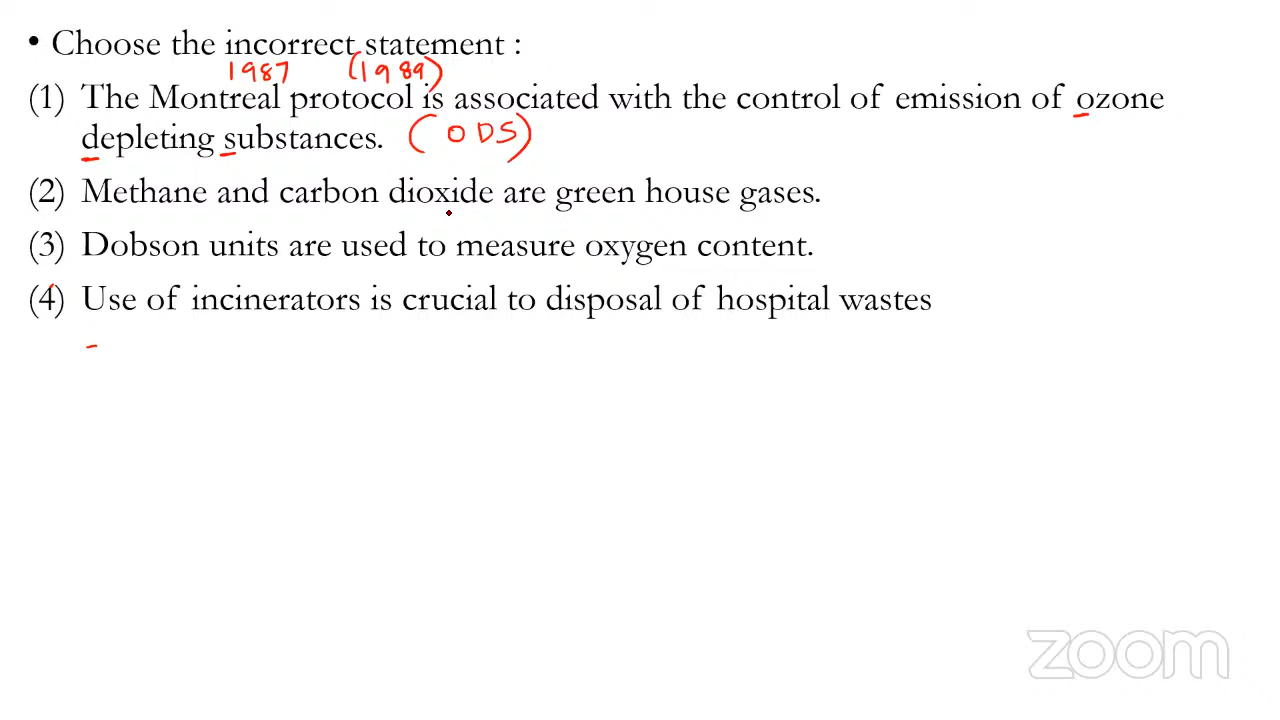 • Choose the incorrect statement :
1987 (1989)
(1) The Montreal protocol is associated with the control of emission of ozone
depleting substances. (ODS)
(2) Methane and carbon dioxide are green house gases.
(3) Dobson units are used to measure oxygen content.
(4) Use of incinerators is crucial to disposal of hospital wastes
zoom